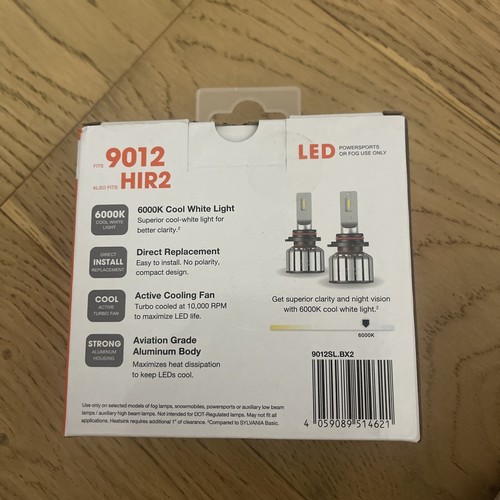 FITS 9012
ALSO FITS HIR2
LED POWERSPORTS
OR FOG USE ONLY
6000K
COOL WHITE
LIGHT
6000K Cool White Light
Superior cool-white light for
better clarity.²
DIRECT
INSTALL
REPLACEMENT
Direct Replacement
Easy to install. No polarity,
compact design.
COOL
ACTIVE
TURBO FAN
Active Cooling Fan
Turbo cooled at 10,000 RPM
to maximize LED life.
STRONG
ALUMINUM
HOUSING
Aviation Grade
Aluminum Body
Maximizes heat dissipation
to keep LEDs cool.
Get superior clarity and night vision
with 6000K cool white light.²
6000K
9012SL.BX2
4 059089 514621
Use only on selected models of fog lamps, snowmobiles, powersports or auxiliary low beam
lamps / auxiliary high beam lamps. Not intended for DOT-Regulated lamps. May not fit all
applications. Heatsink requires additional 1" of clearance. ²Compared to SYLVANIA Basic.